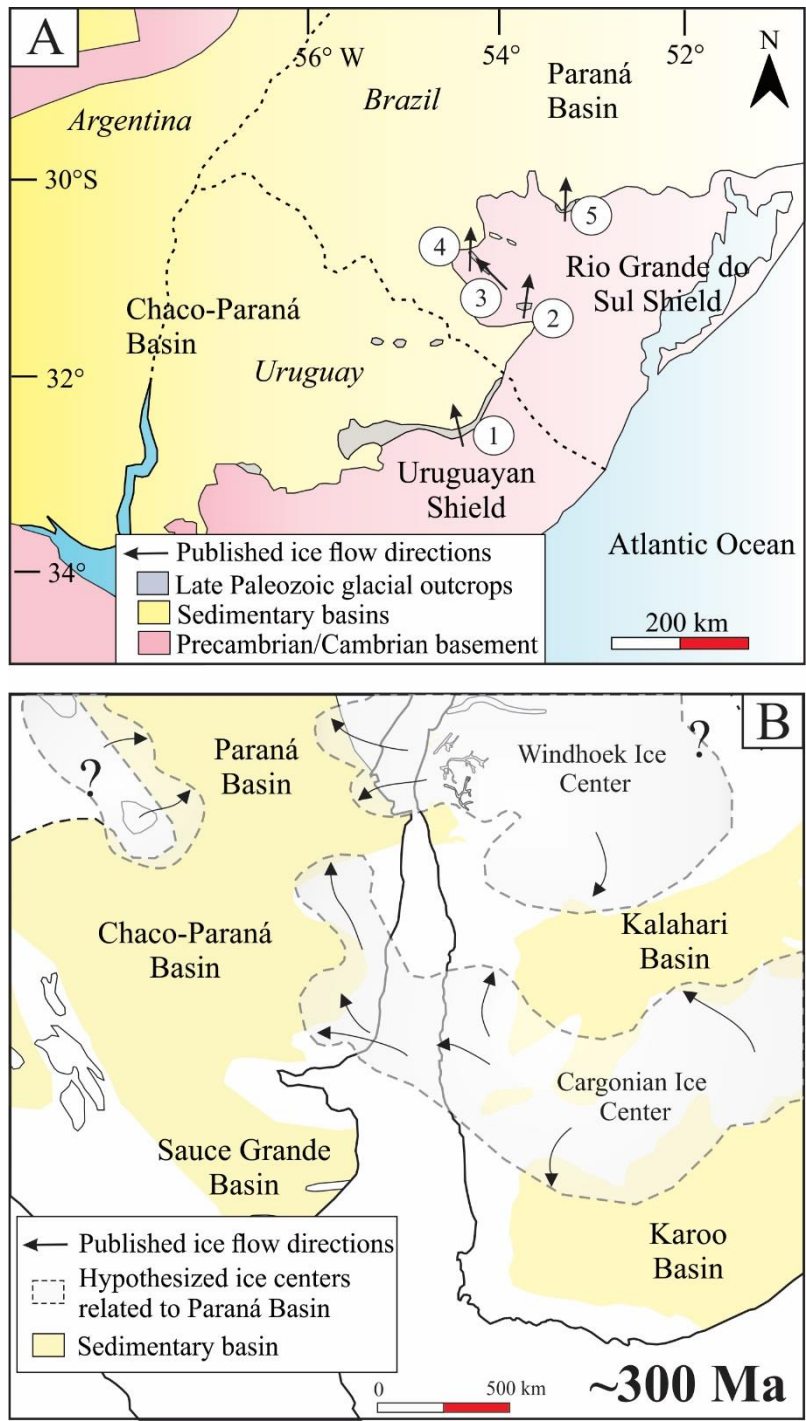 A
56° W
54°
52°
N
Paraná
Basin
Brazil
Argentina
30°S
5
4
Rio Grande do
Sul Shield
3
2
Chaco-Paraná
Basin
Uruguay
32°
1
Uruguayan
Shield
Atlantic Ocean
34°
Published ice flow directions
Late Paleozoic glacial outcrops
Sedimentary basins
Precambrian/Cambrian basement
200 km
B
?
Paraná
Basin
Windhoek Ice
Center
?
Chaco-Paraná
Basin
Kalahari
Basin
Cargonian Ice
Center
Sauce Grande
Basin
Karoo
Basin
Published ice flow directions
Hypothesized ice centers
related to Paraná Basin
Sedimentary basin
0
500 km
~300 Ma